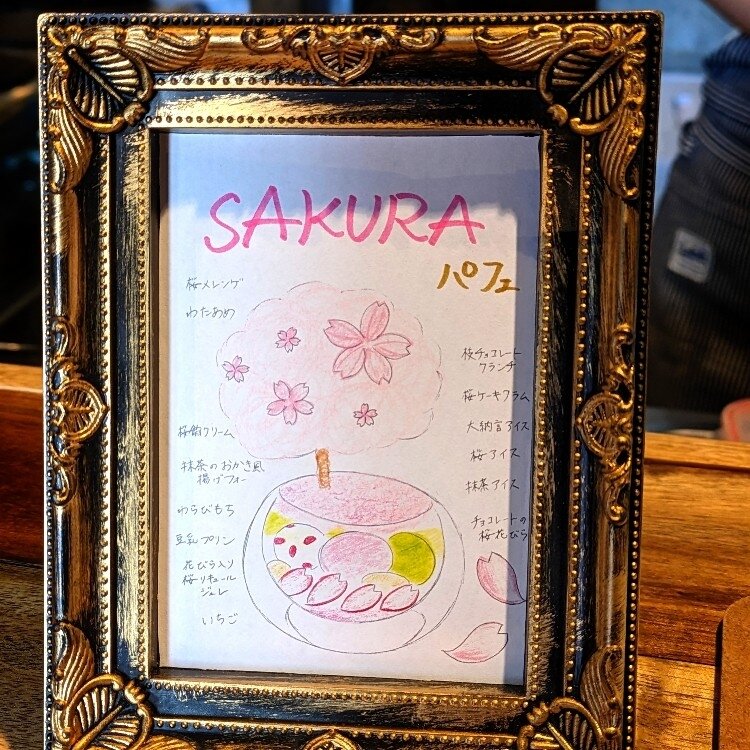 SAKURA
パフェ
桜メレンゲ
わたあめ
桜餡クリーム
抹茶のおかき風
揚げフォー
わらびもち
豆乳プリン
花びら入り
桜リキュール
ジュレ
いちご
枝チョコレート
クランチ
桜ケーキクラム
大納言アイス
桜アイス
抹茶アイス
チョコレートの
桜花びら